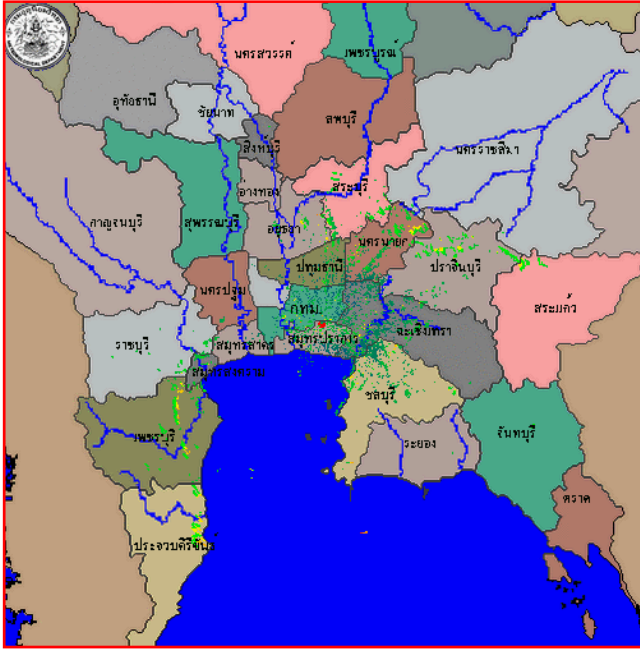 นครสวรรค์
เพชรบูรณ์
อุทัยธานี
ชัยนาท
ลพบุรี
สิงห์บุรี
นครราชสีมา
สระบุรี
อ่างทอง
กาญจนบุรี
สุพรรณบุรี
อยุธยา
นครนายก
ปทุมธานี
ปราจีนบุรี
นครปฐม
สระแก้ว
กทม.
ฉะเชิงเทรา
สมุทรปราการ
ราชบุรี
สมุทรสาคร
สมุทรสงคราม
ชลบุรี
เพชรบุรี
ระยอง
จันทบุรี
ตราด
ประจวบคีรีขันธ์